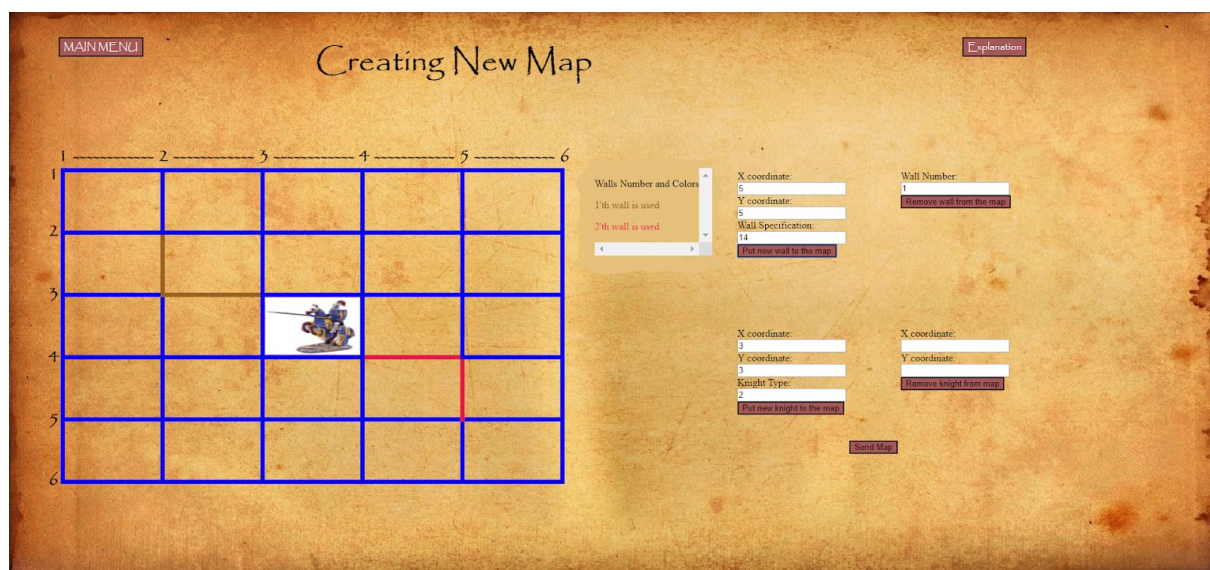 MAIN MENU
Creating New Map
Explanation
1 ------------ 2 ------------ 3 ------------ 4 ------------ 5 ------------ 6
1
2
3
4
5
6
Walls Number and Colors
1'th wall is used
2'th wall is used
X coordinate:
5
Y coordinate:
5
Wall Specification:
14
Put new wall to the map
Wall Number:
1
Remove wall from the map
X coordinate:
3
Y coordinate:
3
Knight Type:
2
Put new knight to the map
X coordinate:
Y coordinate:
Remove knight from map
Send Map